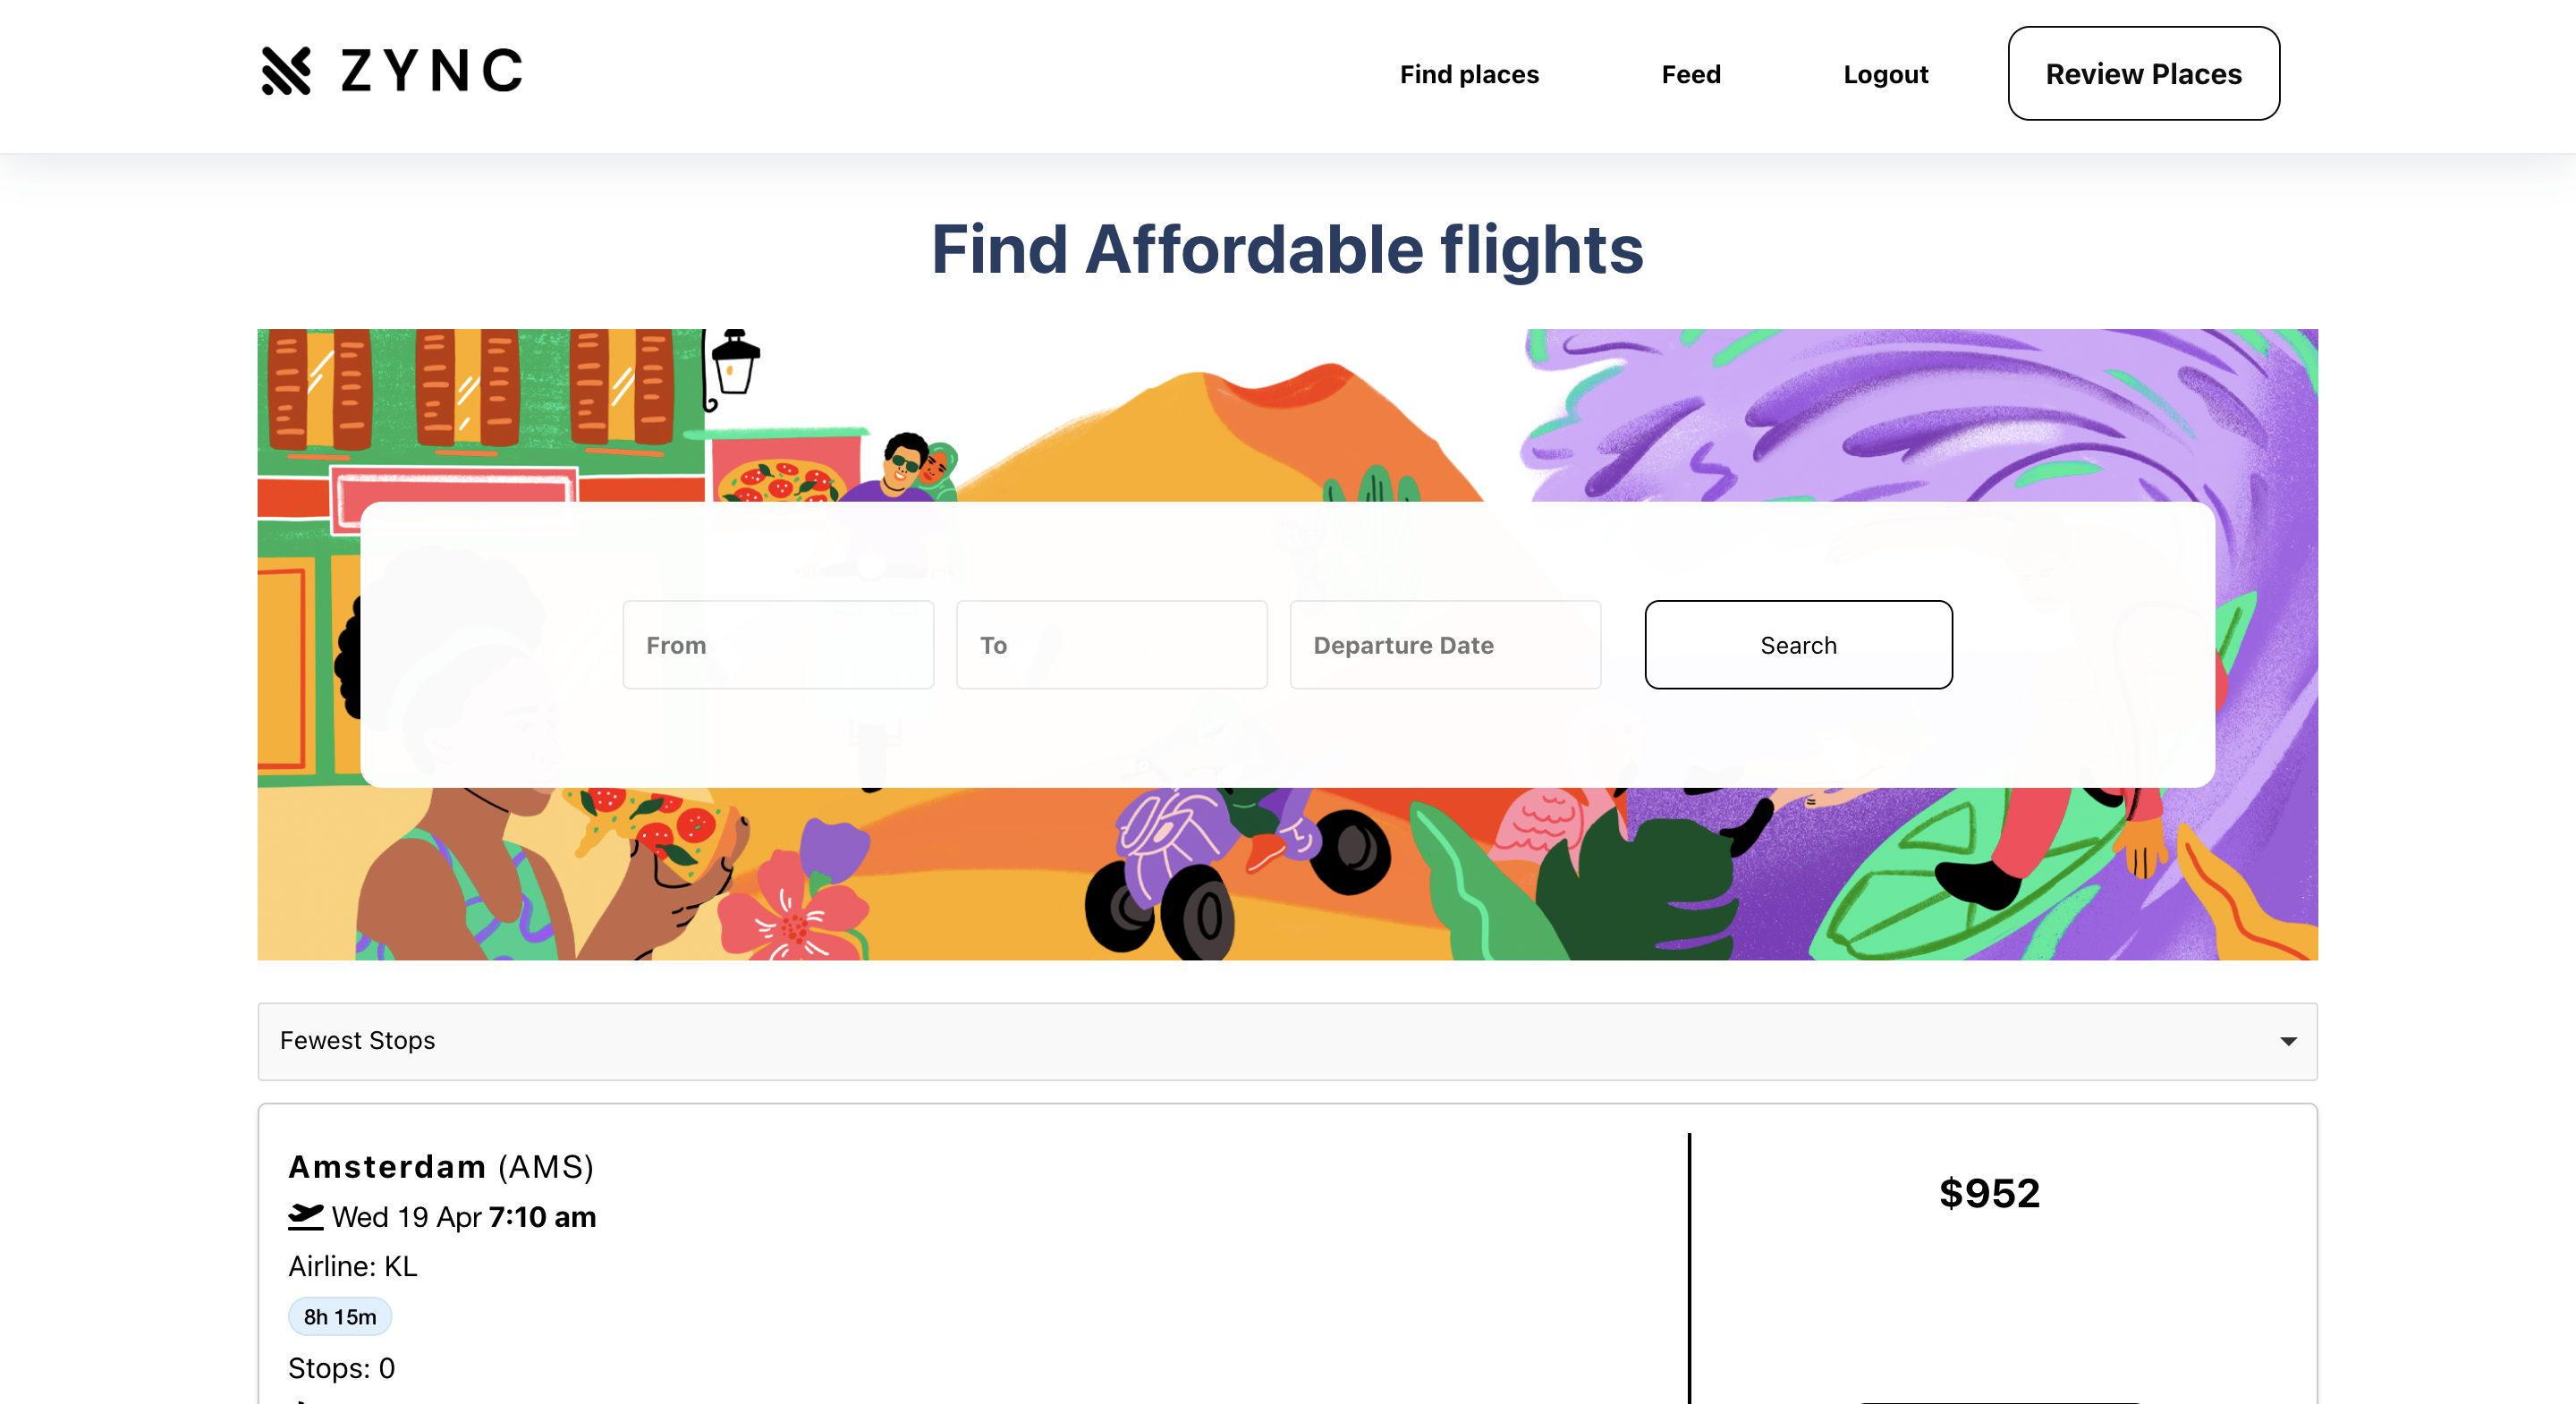 ZYNC
Find places
Feed
Logout
Review Places
Find Affordable flights
From
To
Departure Date
Search
Fewest Stops
Amsterdam (AMS)
Wed 19 Apr 7:10 am
Airline: KL
8h 15m
Stops: 0
$952